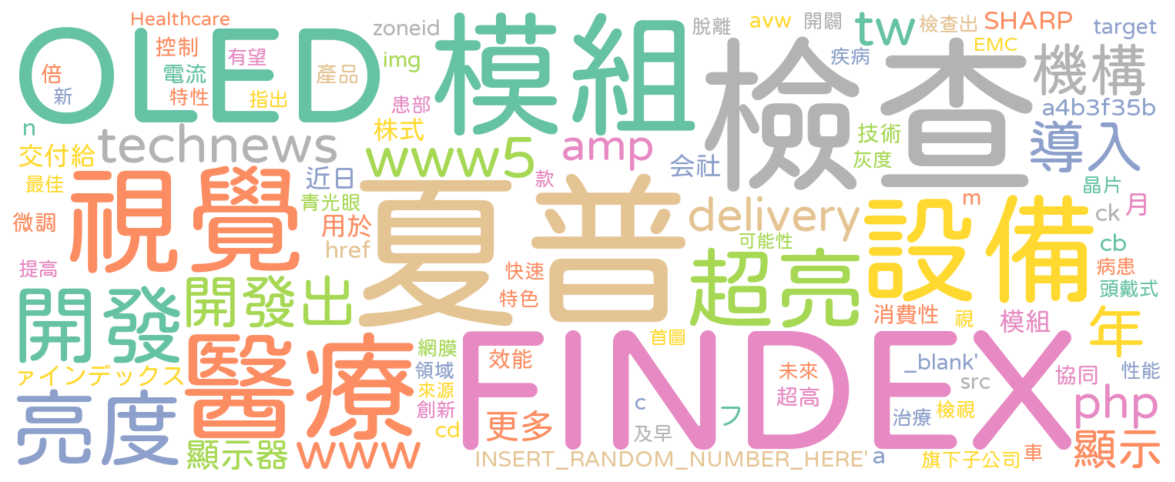 Healthcare
zoneid
avw
開闢
檢查出
SHARP
target
OLED
模組
脫離
tw
EMC
控制
有望
img
疾病
檢查
機構
倍
電流
產品
新
特性
指出
患部
a4b3f35b
n
technews
株式
技術
導入
交付給
www5
amp
会社
灰度
最佳
視覺
近日
青光眼
款
夏普
晶片
微調
用於
delivery
m
設備
ck
月
href
可能性
cb
提高
快速
超亮
病患
頭戴式
開發
開發出
特色
消費性
視
模組
年
首圖
ァインデックス
醫療
網膜
效能
FINDEX
_blank'
領域
未來
src
協同
性能
亮度
來源
超高
創新
c
フ
治療
檢視
php
cd
更多
及早
顯示器
www
INSERT_RANDOM_NUMBER_HERE'
a
旗下子公司
車
顯示